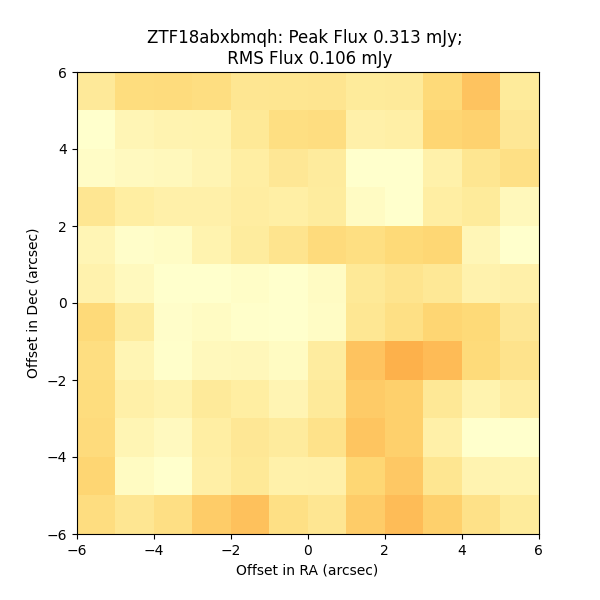 ZTF18abxbmqh: Peak Flux 0.313 mJy;
RMS Flux 0.106 mJy
6
4
2
0
−2
−4
−6
Offset in Dec (arcsec)
−6 −4 −2 0 2 4 6
Offset in RA (arcsec)